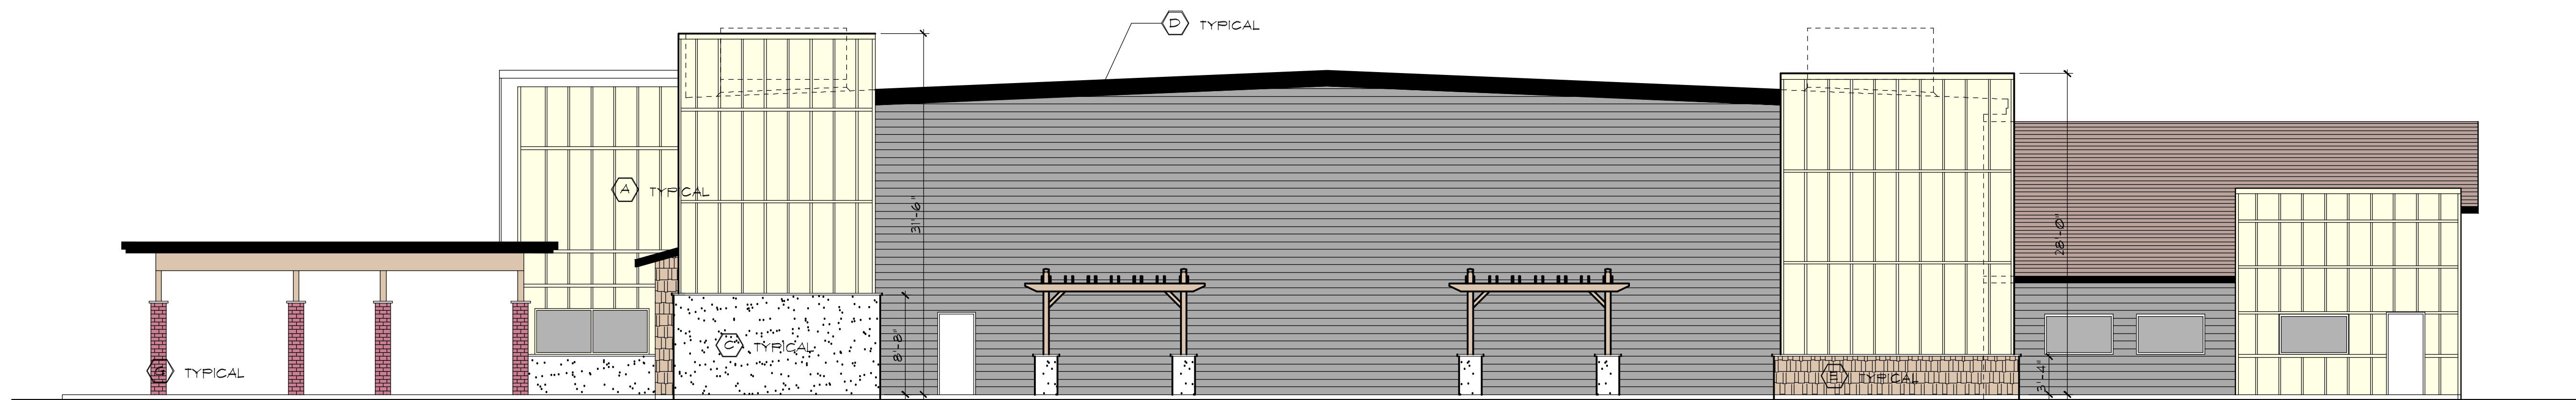 D TYPICAL
A TYPICAL
31'-6"
28'-0"
8'-8"
C TYPICAL
G TYPICAL
3'-4"
E TYPICAL